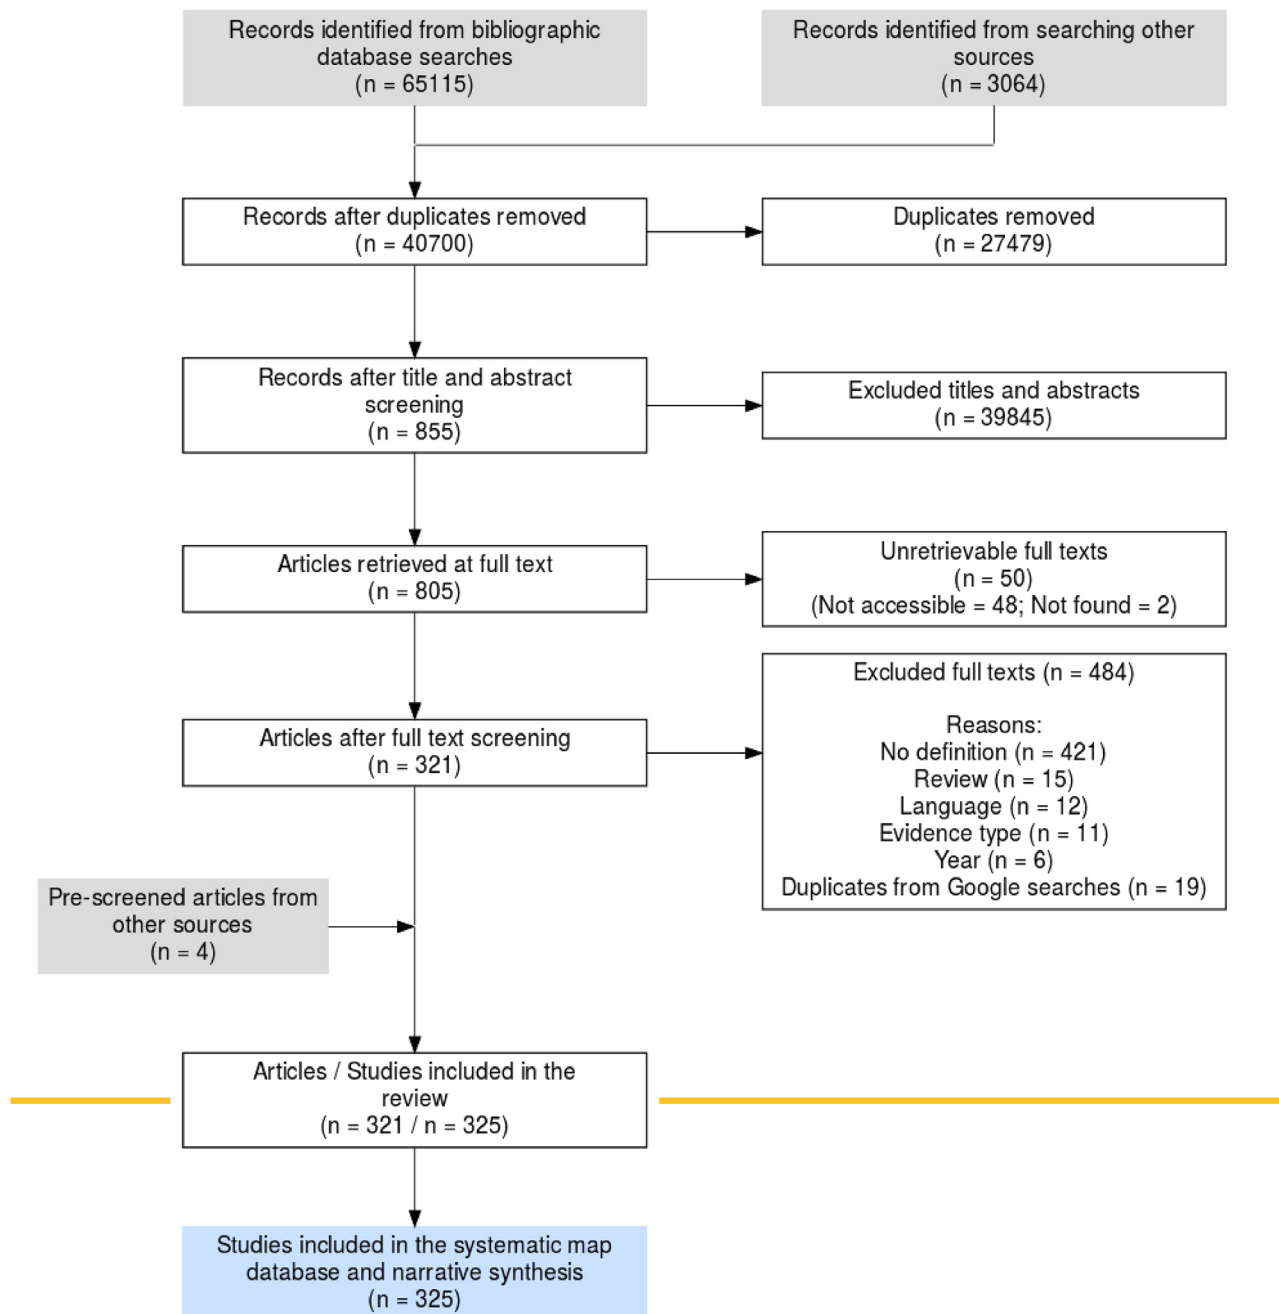 Records identified from bibliographic
database searches
(n = 65115)
Records identified from searching other
sources
(n = 3064)
Records after duplicates removed
(n = 40700)
Duplicates removed
(n = 27479)
Records after title and abstract
screening
(n = 855)
Excluded titles and abstracts
(n = 39845)
Articles retrieved at full text
(n = 805)
Unretrievable full texts
(n = 50)
(Not accessible = 48; Not found = 2)
Articles after full text screening
(n = 321)
Excluded full texts (n = 484)
Reasons:
No definition (n = 421)
Review (n = 15)
Language (n = 12)
Evidence type (n = 11)
Year (n = 6)
Duplicates from Google searches (n = 19)
Pre-screened articles from
other sources
(n = 4)
Articles / Studies included in the
review
(n = 321 / n = 325)
Studies included in the systematic map
database and narrative synthesis
(n = 325)